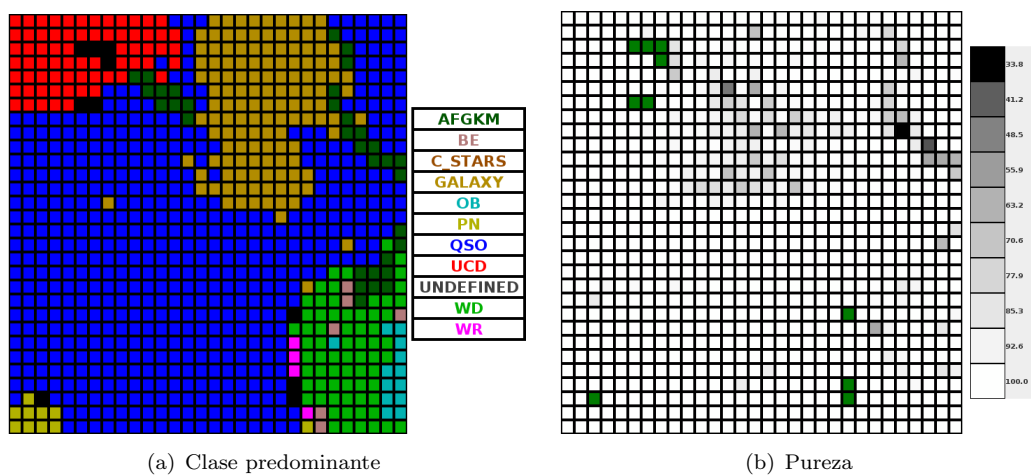 AFGKM
BE
C_STARS
GALAXY
OB
PN
QSO
UCD
UNDEFINED
WD
WR
33.8
41.2
48.5
55.9
63.2
70.6
77.9
85.3
92.6
100.0
(a) Clase predominante
(b) Pureza